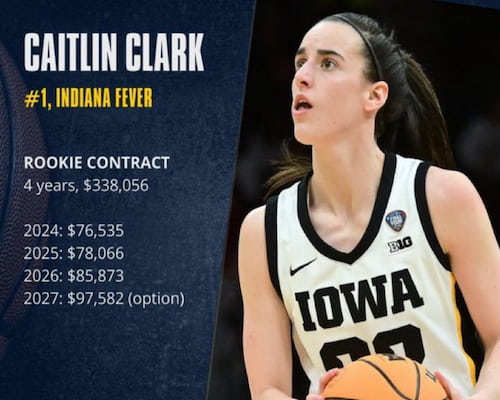 CAITLIN CLARK
#1, INDIANA FEVER
ROOKIE CONTRACT
4 years, $338,056
2024: $76,535
2025: $78,066
2026: $85,873
2027: $97,582 (option)
B1G
IOWA